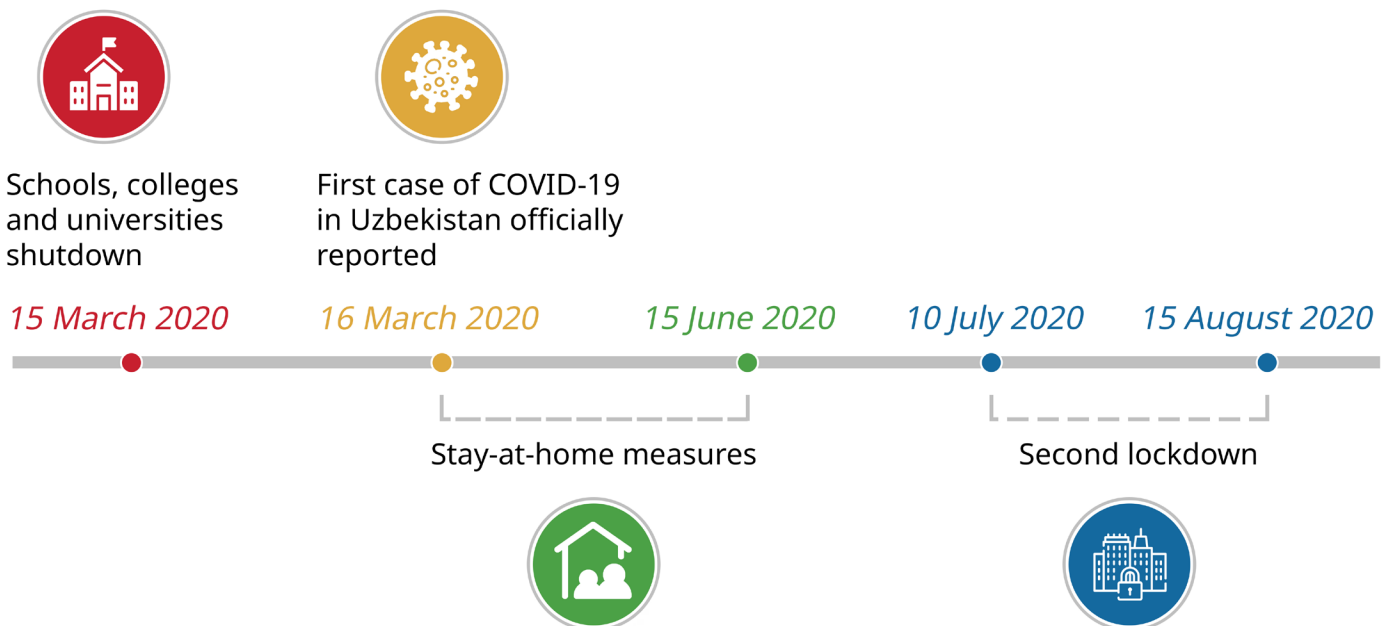 Schools, colleges
and universities
shutdown
First case of COVID-19
in Uzbekistan officially
reported
15 March 2020
16 March 2020
15 June 2020
10 July 2020
15 August 2020
Stay-at-home measures
Second lockdown